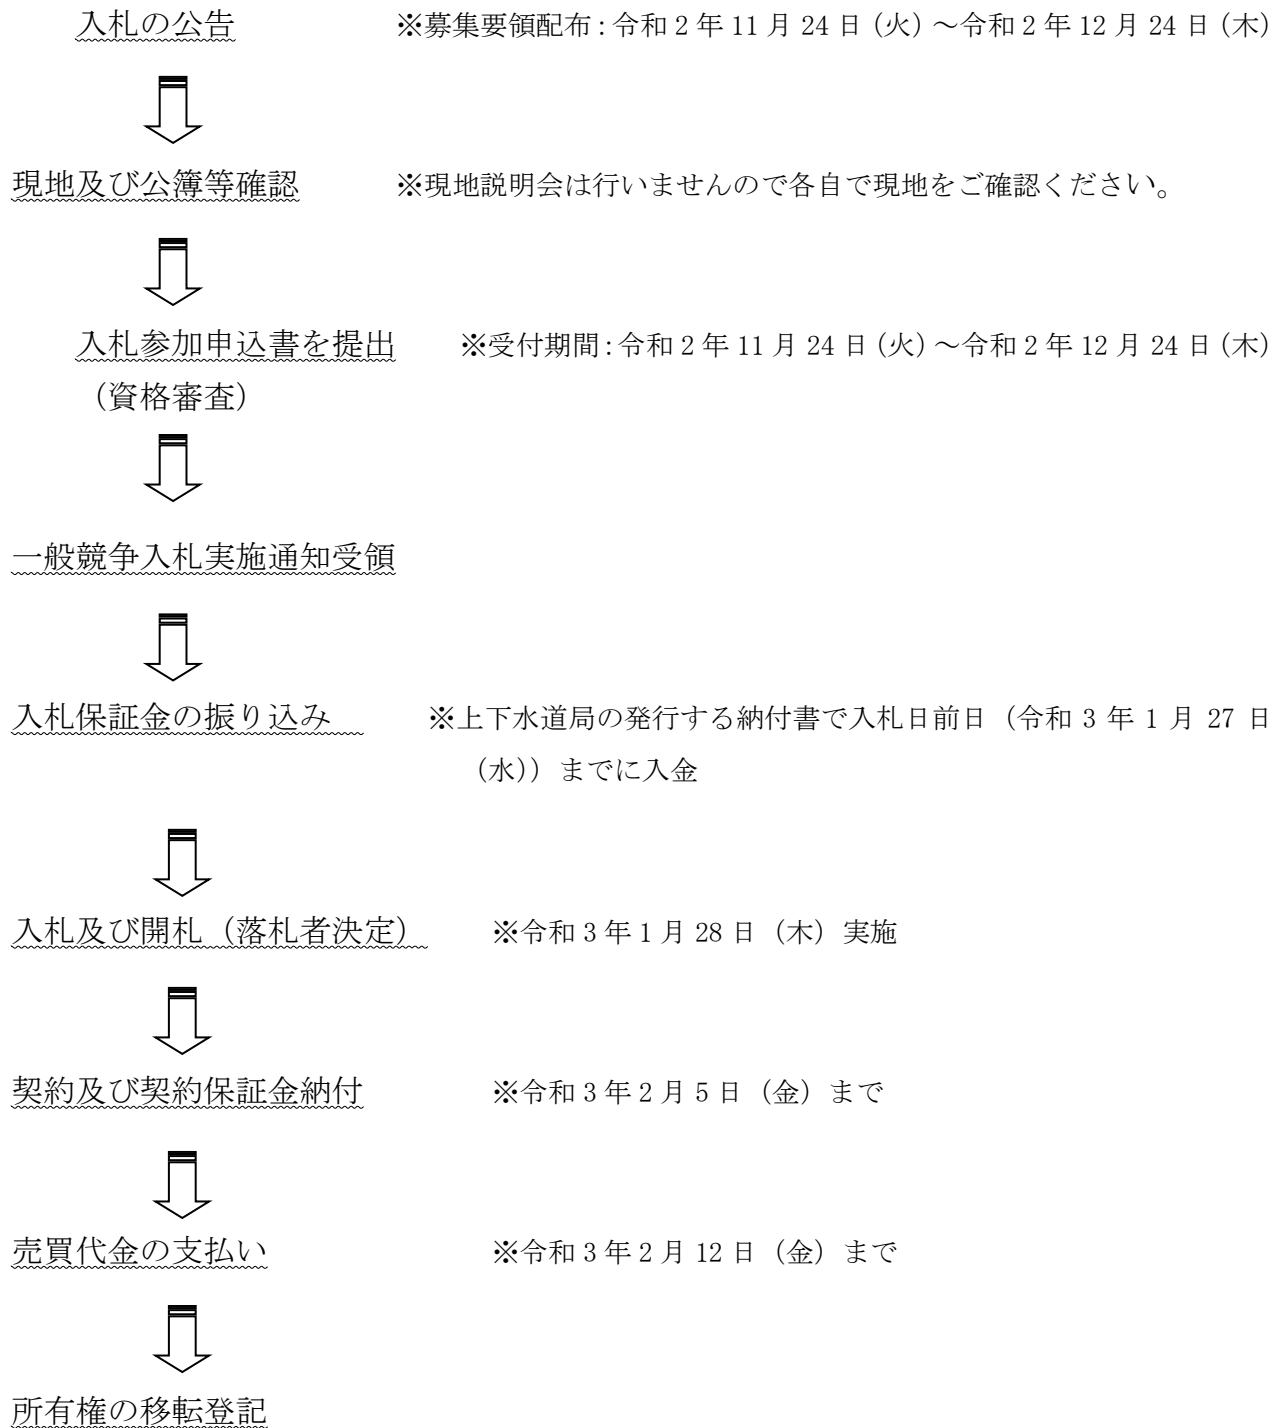 入札の公告 ※募集要領配布：令和2年11月24日（火）～令和2年12月24日（木）
現地及び公簿等確認 ※現地説明会は行いませんので各自で現地をご確認ください。
入札参加申込書を提出 ※受付期間：令和2年11月24日（火）～令和2年12月24日（木）
（資格審査）
一般競争入札実施通知受領
入札保証金の振り込み ※上下水道局の発行する納付書で入札日前日（令和3年1月27日
（水））までに入金
入札及び開札（落札者決定） ※令和3年1月28日（木）実施
契約及び契約保証金納付 ※令和3年2月5日（金）まで
売買代金の支払い ※令和3年2月12日（金）まで
所有権の移転登記